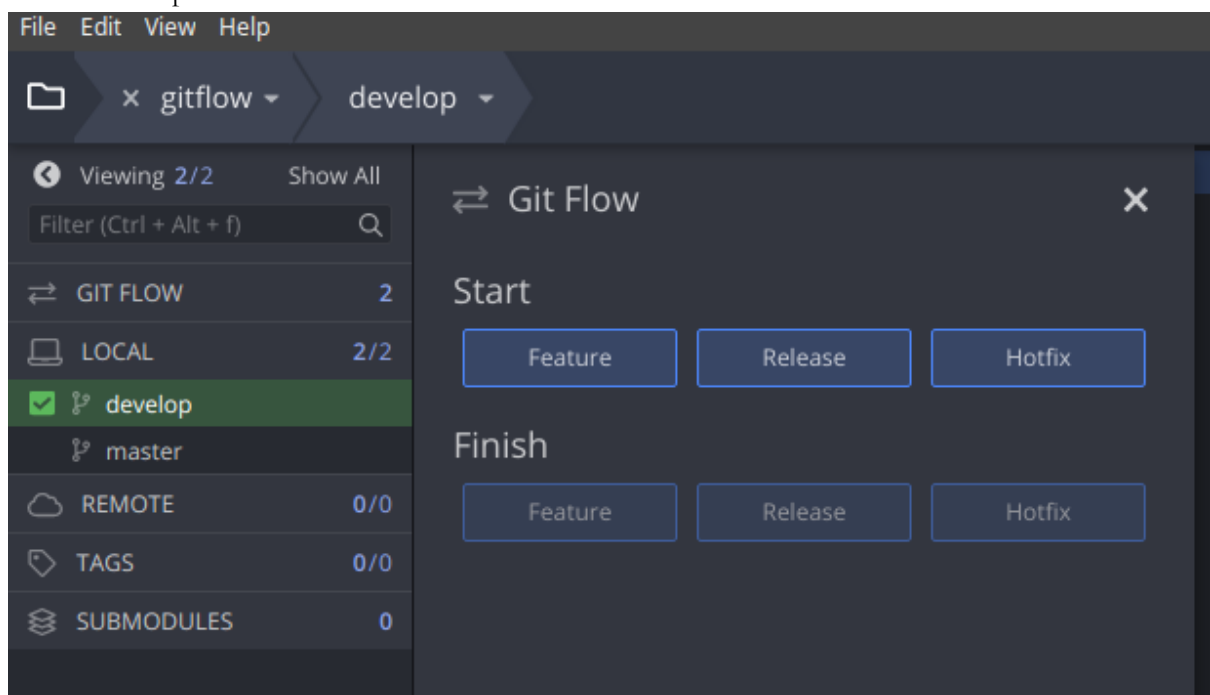 File Edit View Help
× gitflow develop
Viewing 2/2 Show All
Filter (Ctrl + Alt + f)
GIT FLOW 2
LOCAL 2/2
develop
master
REMOTE 0/0
TAGS 0/0
SUBMODULES 0
Git Flow ×
Start
Feature Release Hotfix
Finish
Feature Release Hotfix